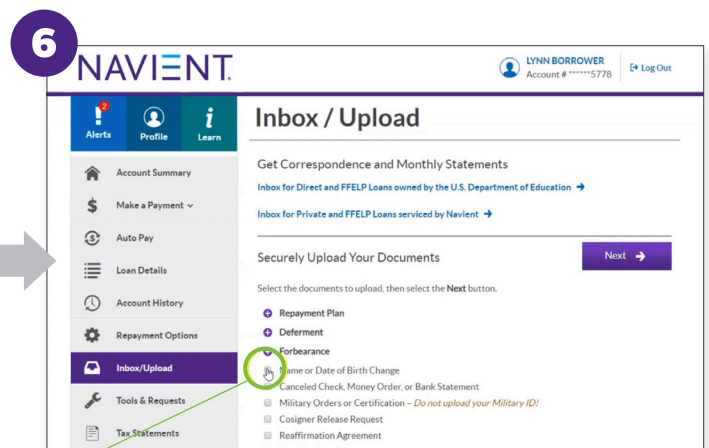 6
NAVIENT
LYNN BORROWER
Account # ******5778
Log Out
2
Alerts
Profile
i
Learn
Inbox / Upload
Get Correspondence and Monthly Statements
Inbox for Direct and FFELP Loans owned by the U.S. Department of Education →
Inbox for Private and FFELP Loans serviced by Navient →
Account Summary
Make a Payment
Auto Pay
Loan Details
Account History
Repayment Options
Inbox/Upload
Tools & Requests
Tax Statements
Securely Upload Your Documents
Next →
Select the documents to upload, then select the Next button.
Repayment Plan
Deferment
Forbearance
Name or Date of Birth Change
Canceled Check, Money Order, or Bank Statement
Military Orders or Certification – Do not upload your Military ID!
Cosigner Release Request
Reaffirmation Agreement